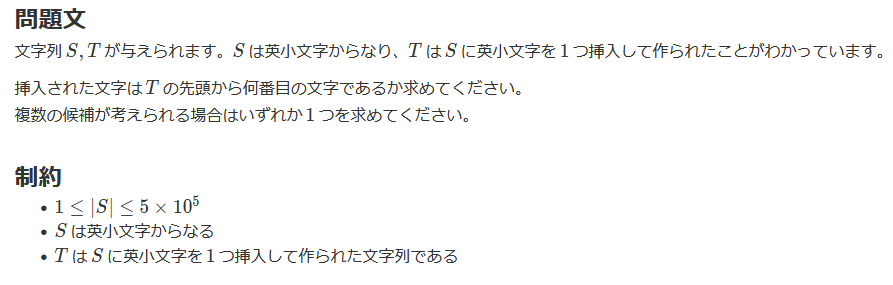 問題文
文字列 S, T が与えられます。S は英小文字からなり、T は S に英小文字を 1 つ挿入して作られたことがわかっています。
挿入された文字は T の先頭から何番目の文字であるか求めてください。
複数の候補が考えられる場合はいずれか 1 つを求めてください。
制約
• 1 ≤ |S| ≤ 5 × 10⁵
• S は英小文字からなる
• T は S に英小文字を 1 つ挿入して作られた文字列である